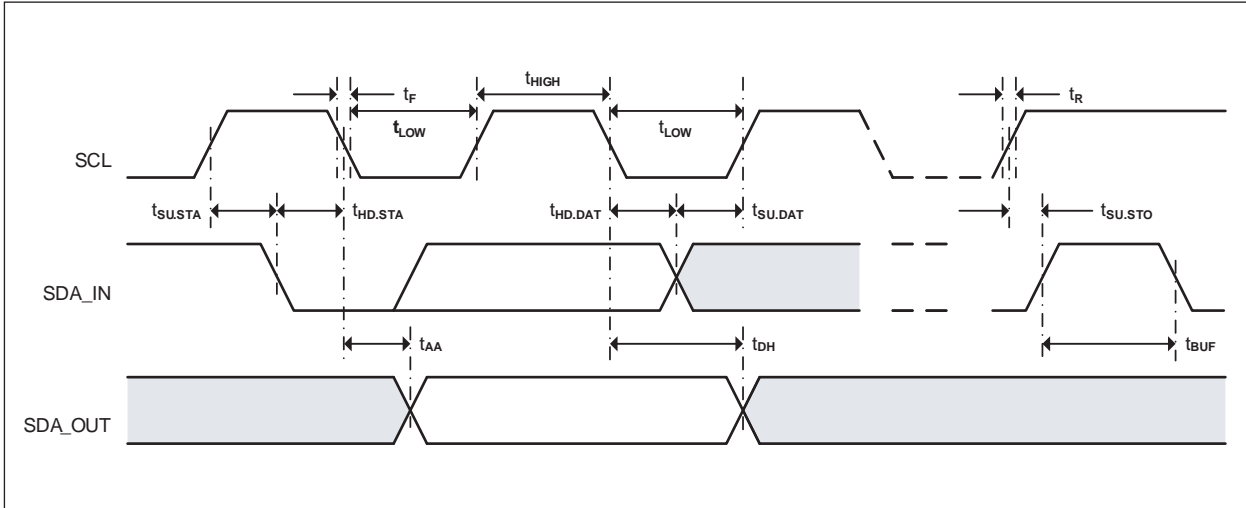 tHIGH
tF
tR
tLOW
tLOW
SCL
tSU.STA
tHD.STA
tHD.DAT
tSU.DAT
tSU.STO
SDA_IN
tAA
tDH
tBUF
SDA_OUT